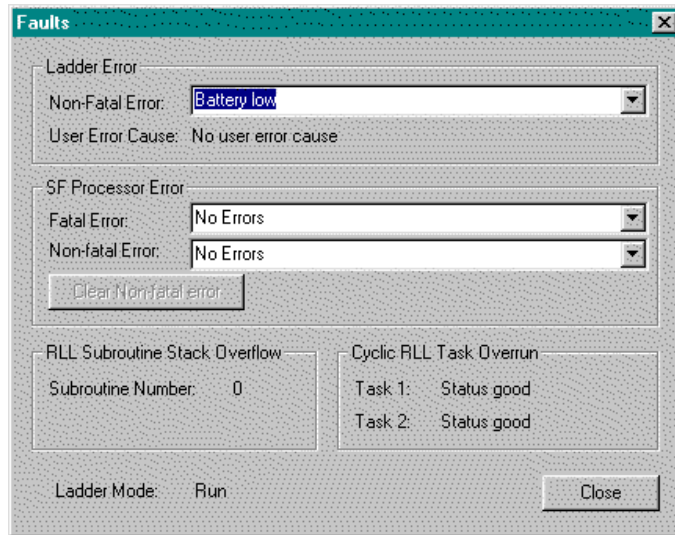 Faults
Ladder Error
Non-Fatal Error: Battery low
User Error Cause: No user error cause
SF Processor Error
Fatal Error: No Errors
Non-fatal Error: No Errors
Clear Non-fatal error
RLL Subroutine Stack Overflow
Subroutine Number: 0
Cyclic RLL Task Overrun
Task 1: Status good
Task 2: Status good
Ladder Mode: Run
Close